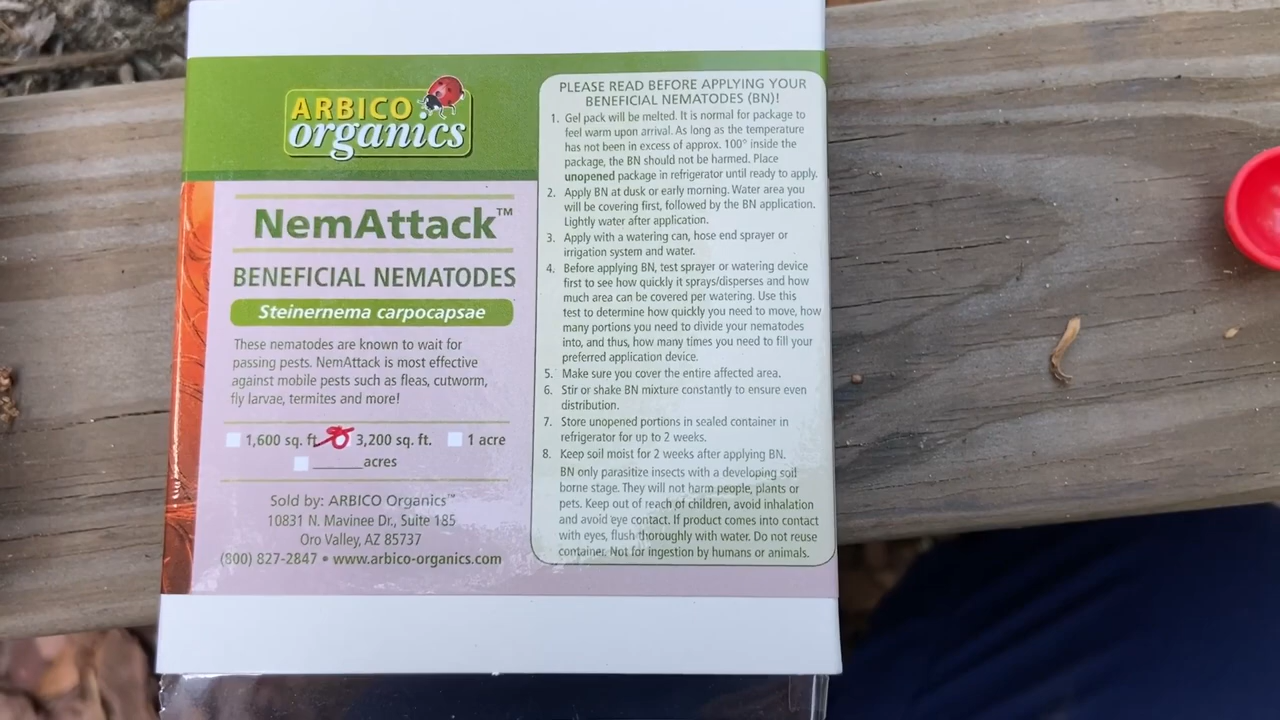 ARBICO
organics
NemAttack™
BENEFICIAL NEMATODES
Steinernema carpocapsae
These nematodes are known to wait for
passing pests. NemAttack is most effective
against mobile pests such as fleas, cutworm,
fly larvae, termites and more!
1,600 sq. ft. 3,200 sq. ft. 1 acre
______acres
Sold by: ARBICO Organics™
10831 N. Mavinee Dr., Suite 185
Oro Valley, AZ 85737
(800) 827-2847 • www.arbico-organics.com
PLEASE READ BEFORE APPLYING YOUR
BENEFICIAL NEMATODES (BN)!
1. Gel pack will be melted. It is normal for package to
feel warm upon arrival. As long as the temperature
has not been in excess of approx. 100° inside the
package, the BN should not be harmed. Place
unopened package in refrigerator until ready to apply.
2. Apply BN at dusk or early morning. Water area you
will be covering first, followed by the BN application.
Lightly water after application.
3. Apply with a watering can, hose end sprayer or
irrigation system and water.
4. Before applying BN, test sprayer or watering device
first to see how quickly it sprays/disperses and how
much area can be covered per watering. Use this
test to determine how quickly you need to move, how
many portions you need to divide your nematodes
into, and thus, how many times you need to fill your
preferred application device.
5. Make sure you cover the entire affected area.
6. Stir or shake BN mixture constantly to ensure even
distribution.
7. Store unopened portions in sealed container in
refrigerator for up to 2 weeks.
8. Keep soil moist for 2 weeks after applying BN.
BN only parasitize insects with a developing soil
borne stage. They will not harm people, plants or
pets. Keep out of reach of children, avoid inhalation
and avoid eye contact. If product comes into contact
with eyes, flush thoroughly with water. Do not reuse
container. Not for ingestion by humans or animals.